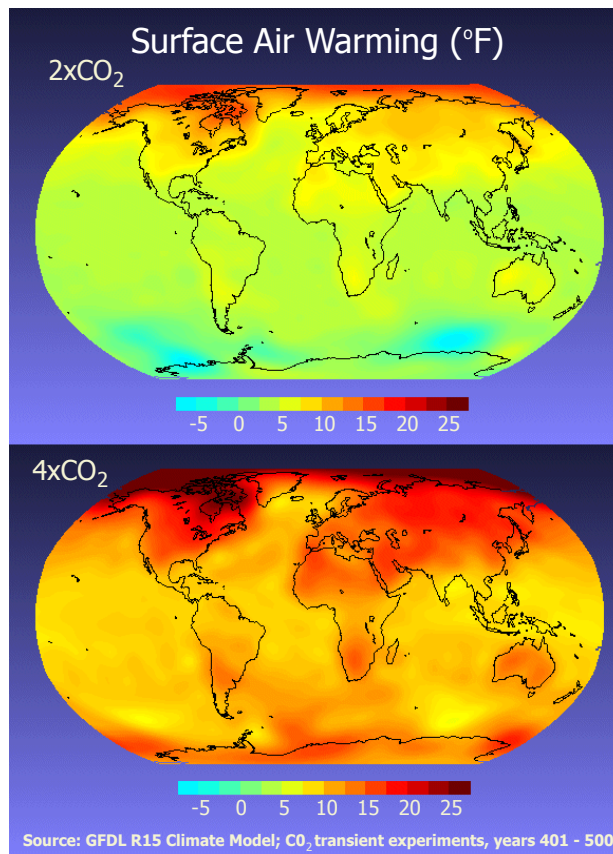 Surface Air Warming (°F)
2xCO₂
-5 0 5 10 15 20 25
4xCO₂
-5 0 5 10 15 20 25
Source: GFDL R15 Climate Model; C0₂ transient experiments, years 401 - 500